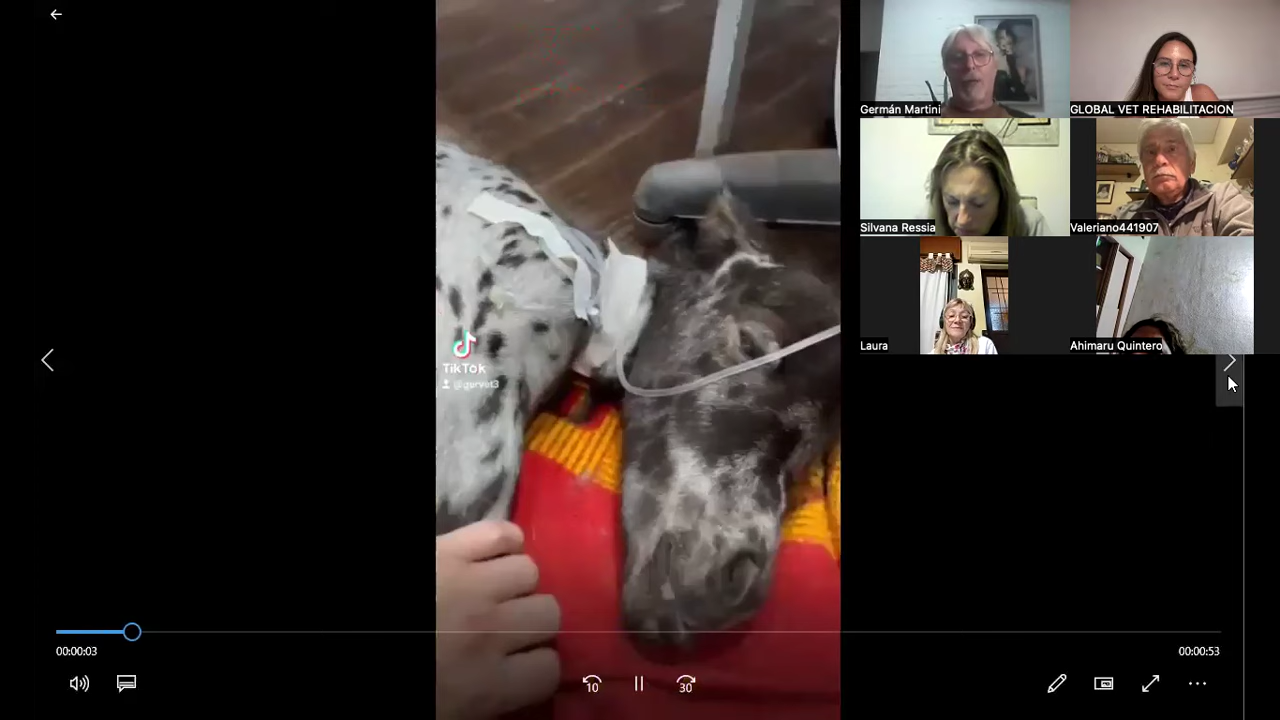 Germán Martini
GLOBAL VET REHABILITACION
Silvana Ressia
Valeriano441907
Laura
Ahimaru Quintero
TikTok
@gervet3
00:00:03
00:00:53
10
30